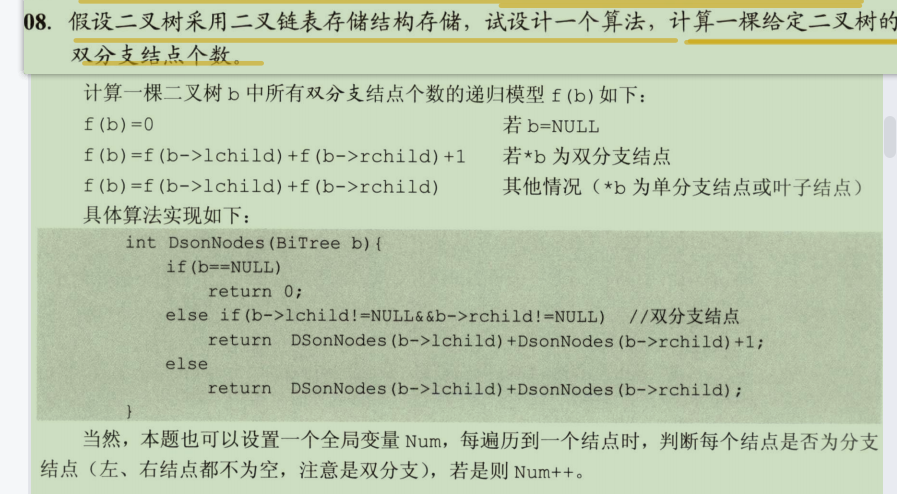 08. 假设二叉树采用二叉链表存储结构存储，试设计一个算法，计算一棵给定二叉树的
双分支结点个数。
计算一棵二叉树 b 中所有双分支结点个数的递归模型 f(b)如下：
f(b)=0 若 b=NULL
f(b)=f(b->lchild)+f(b->rchild)+1 若*b 为双分支结点
f(b)=f(b->lchild)+f(b->rchild) 其他情况（*b 为单分支结点或叶子结点）
具体算法实现如下：
int DsonNodes(BiTree b){
if(b==NULL)
return 0;
else if(b->lchild!=NULL&&b->rchild!=NULL) //双分支结点
return DSonNodes(b->lchild)+DsonNodes(b->rchild)+1;
else
return DSonNodes(b->lchild)+DsonNodes(b->rchild);
}
当然，本题也可以设置一个全局变量 Num，每遍历到一个结点时，判断每个结点是否为分支
结点（左、右结点都不为空，注意是双分支），若是则 Num++。